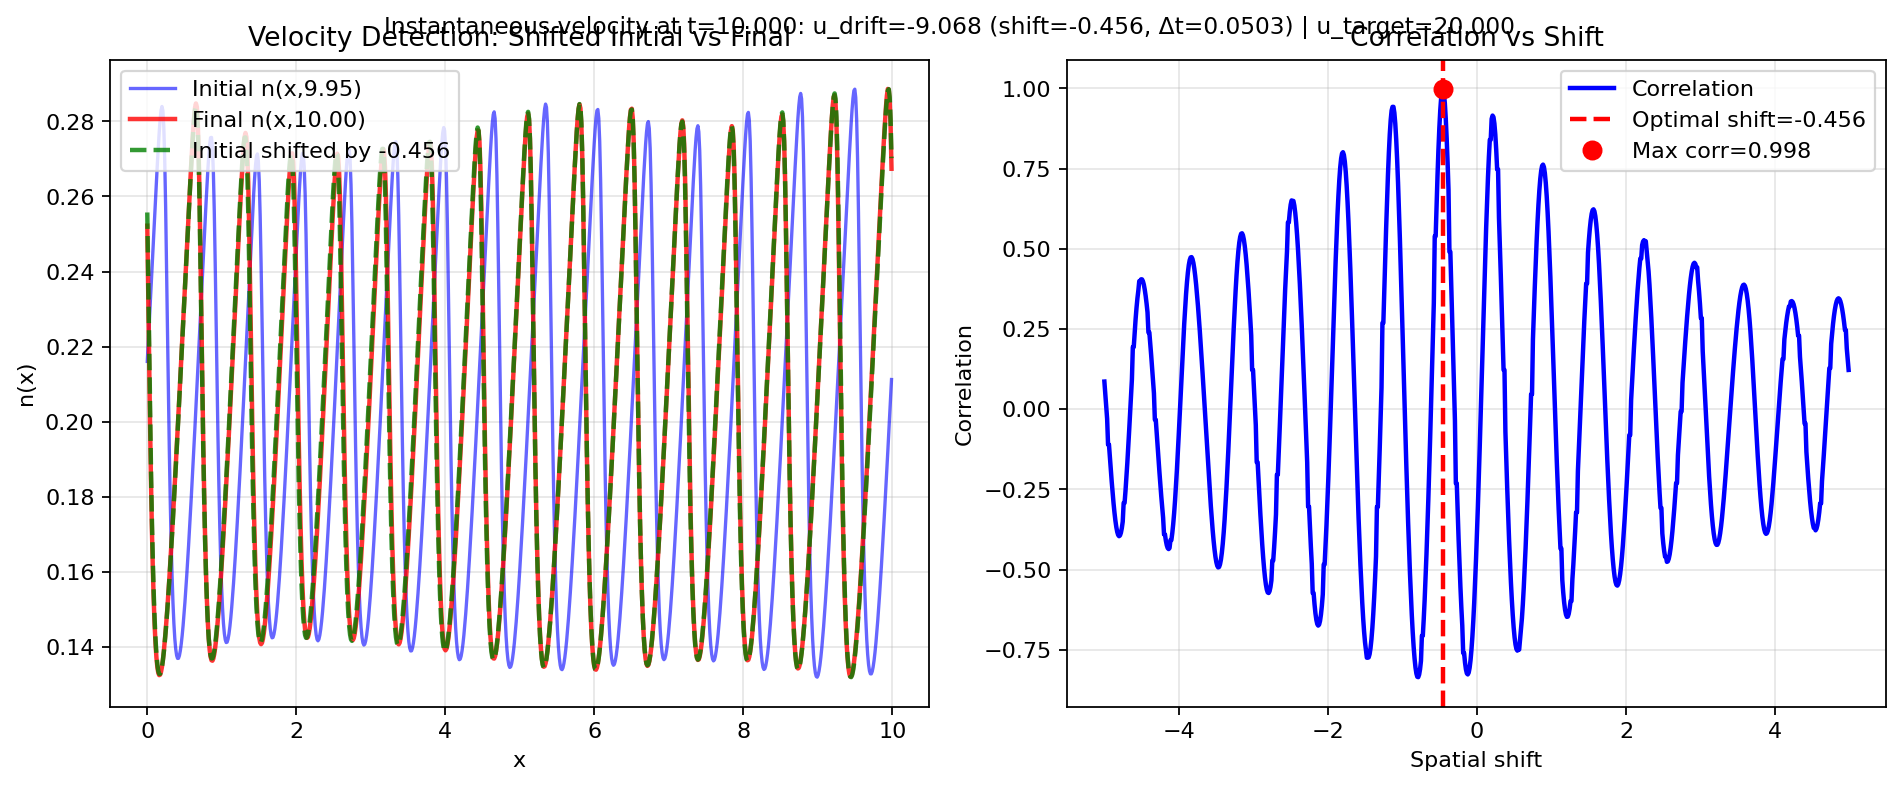 Instantaneous velocity at t=10.000: u_drift=-9.068 (shift=-0.456, Δt=0.0503) | u_target=20.000
Velocity Detection: Shifted Initial vs Final
Initial n(x,9.95)
Final n(x,10.00)
Initial shifted by -0.456
n(x)
0.28
0.26
0.24
0.22
0.20
0.18
0.16
0.14
0
2
4
6
8
10
x
Correlation vs Shift
Correlation
Optimal shift=-0.456
Max corr=0.998
Correlation
1.00
0.75
0.50
0.25
0.00
−0.25
−0.50
−0.75
−4
−2
0
2
4
Spatial shift